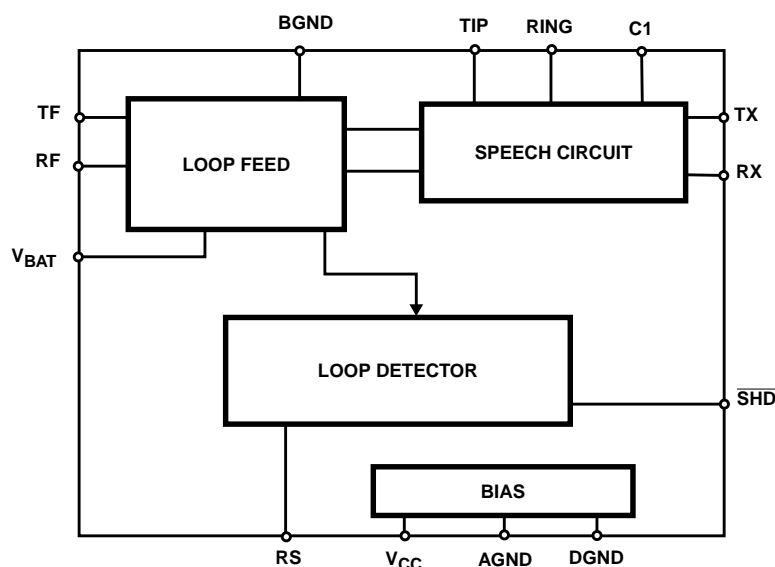 BGND
TIP
RING
C1
TF
TX
RF
LOOP FEED
SPEECH CIRCUIT
RX
VBAT
LOOP DETECTOR
SHD
BIAS
RS
VCC
AGND
DGND